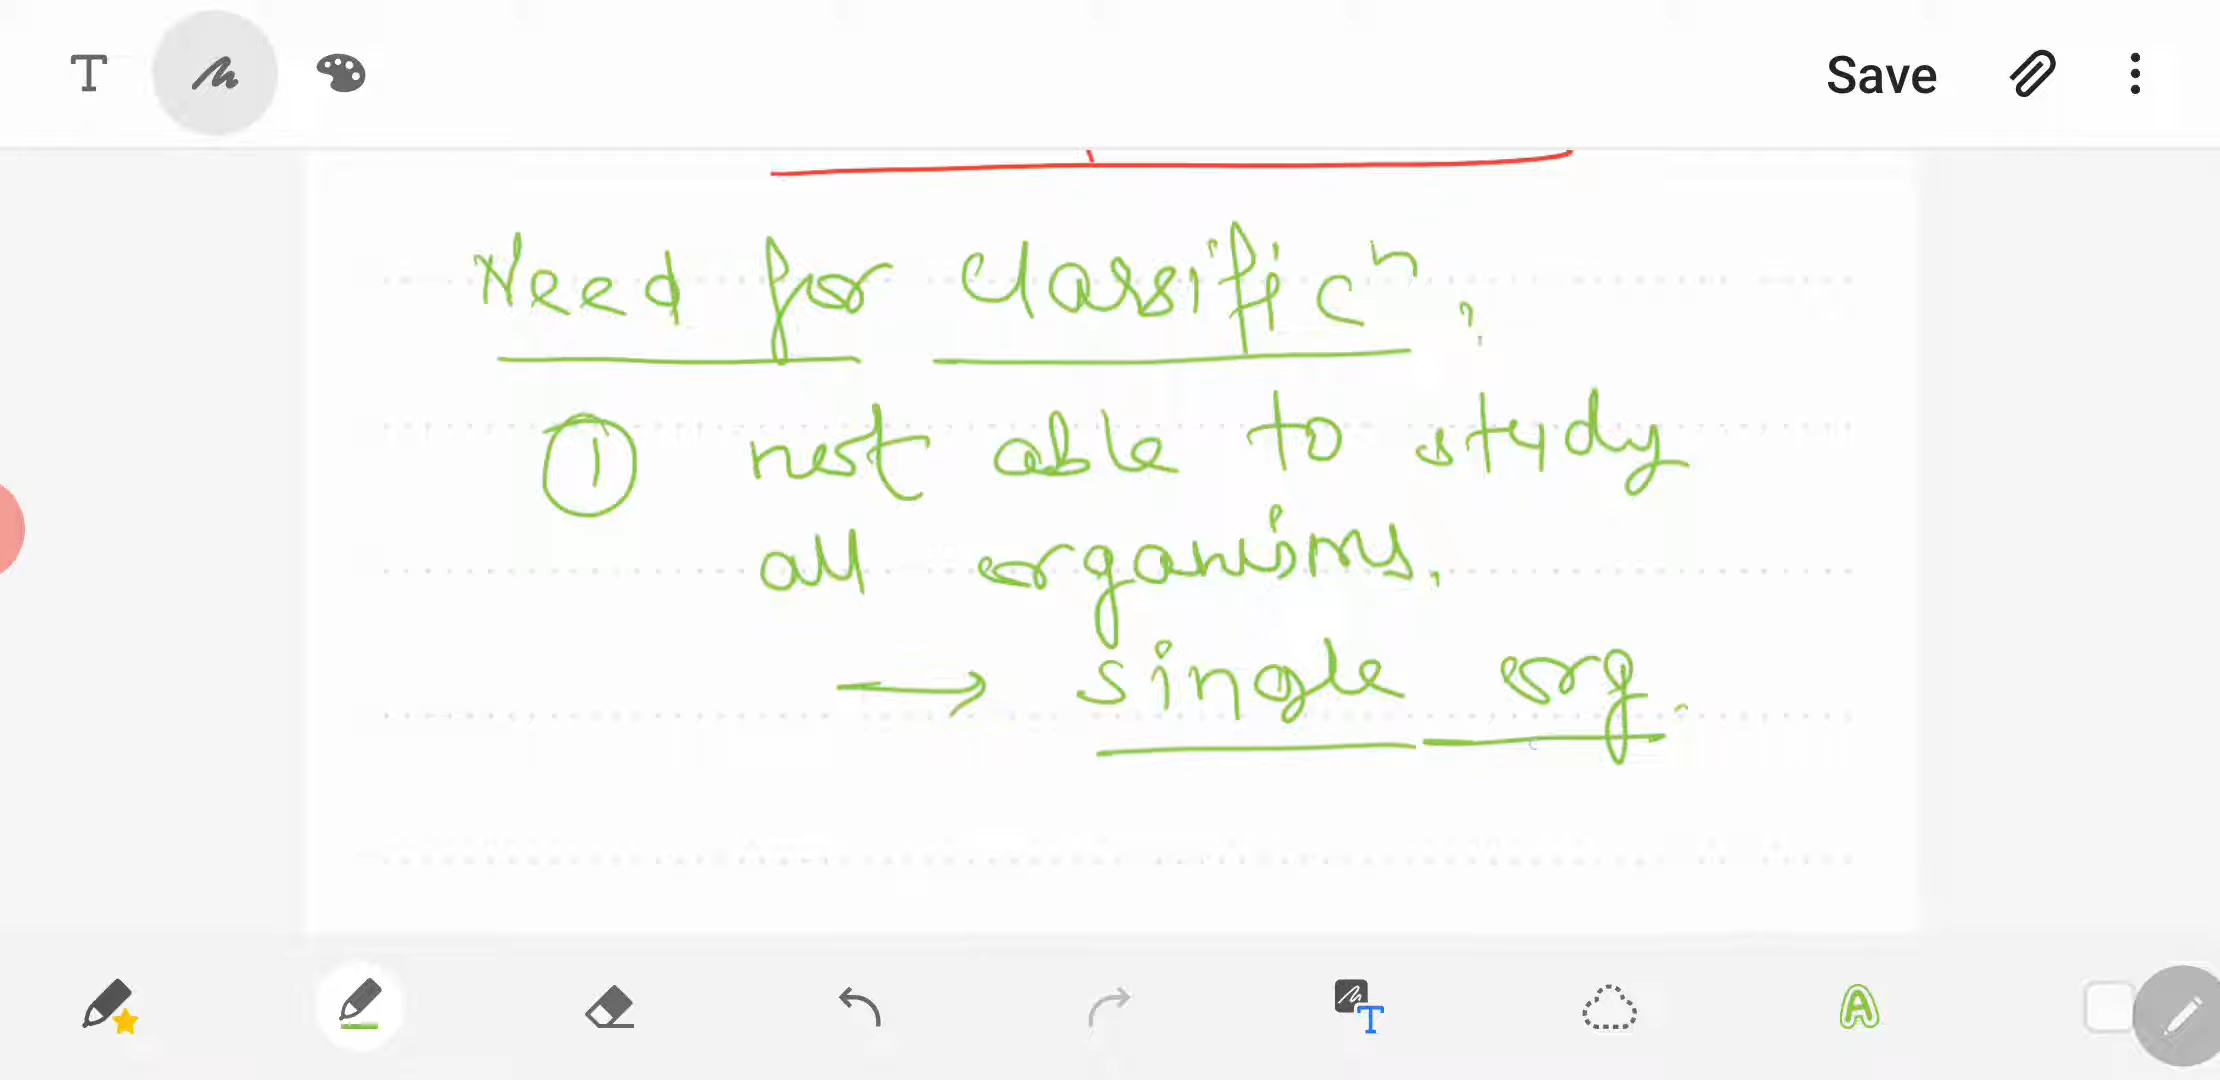 T Save
Need for Classificⁿ.
① not able to study
all organisms.
→ single org.
T A